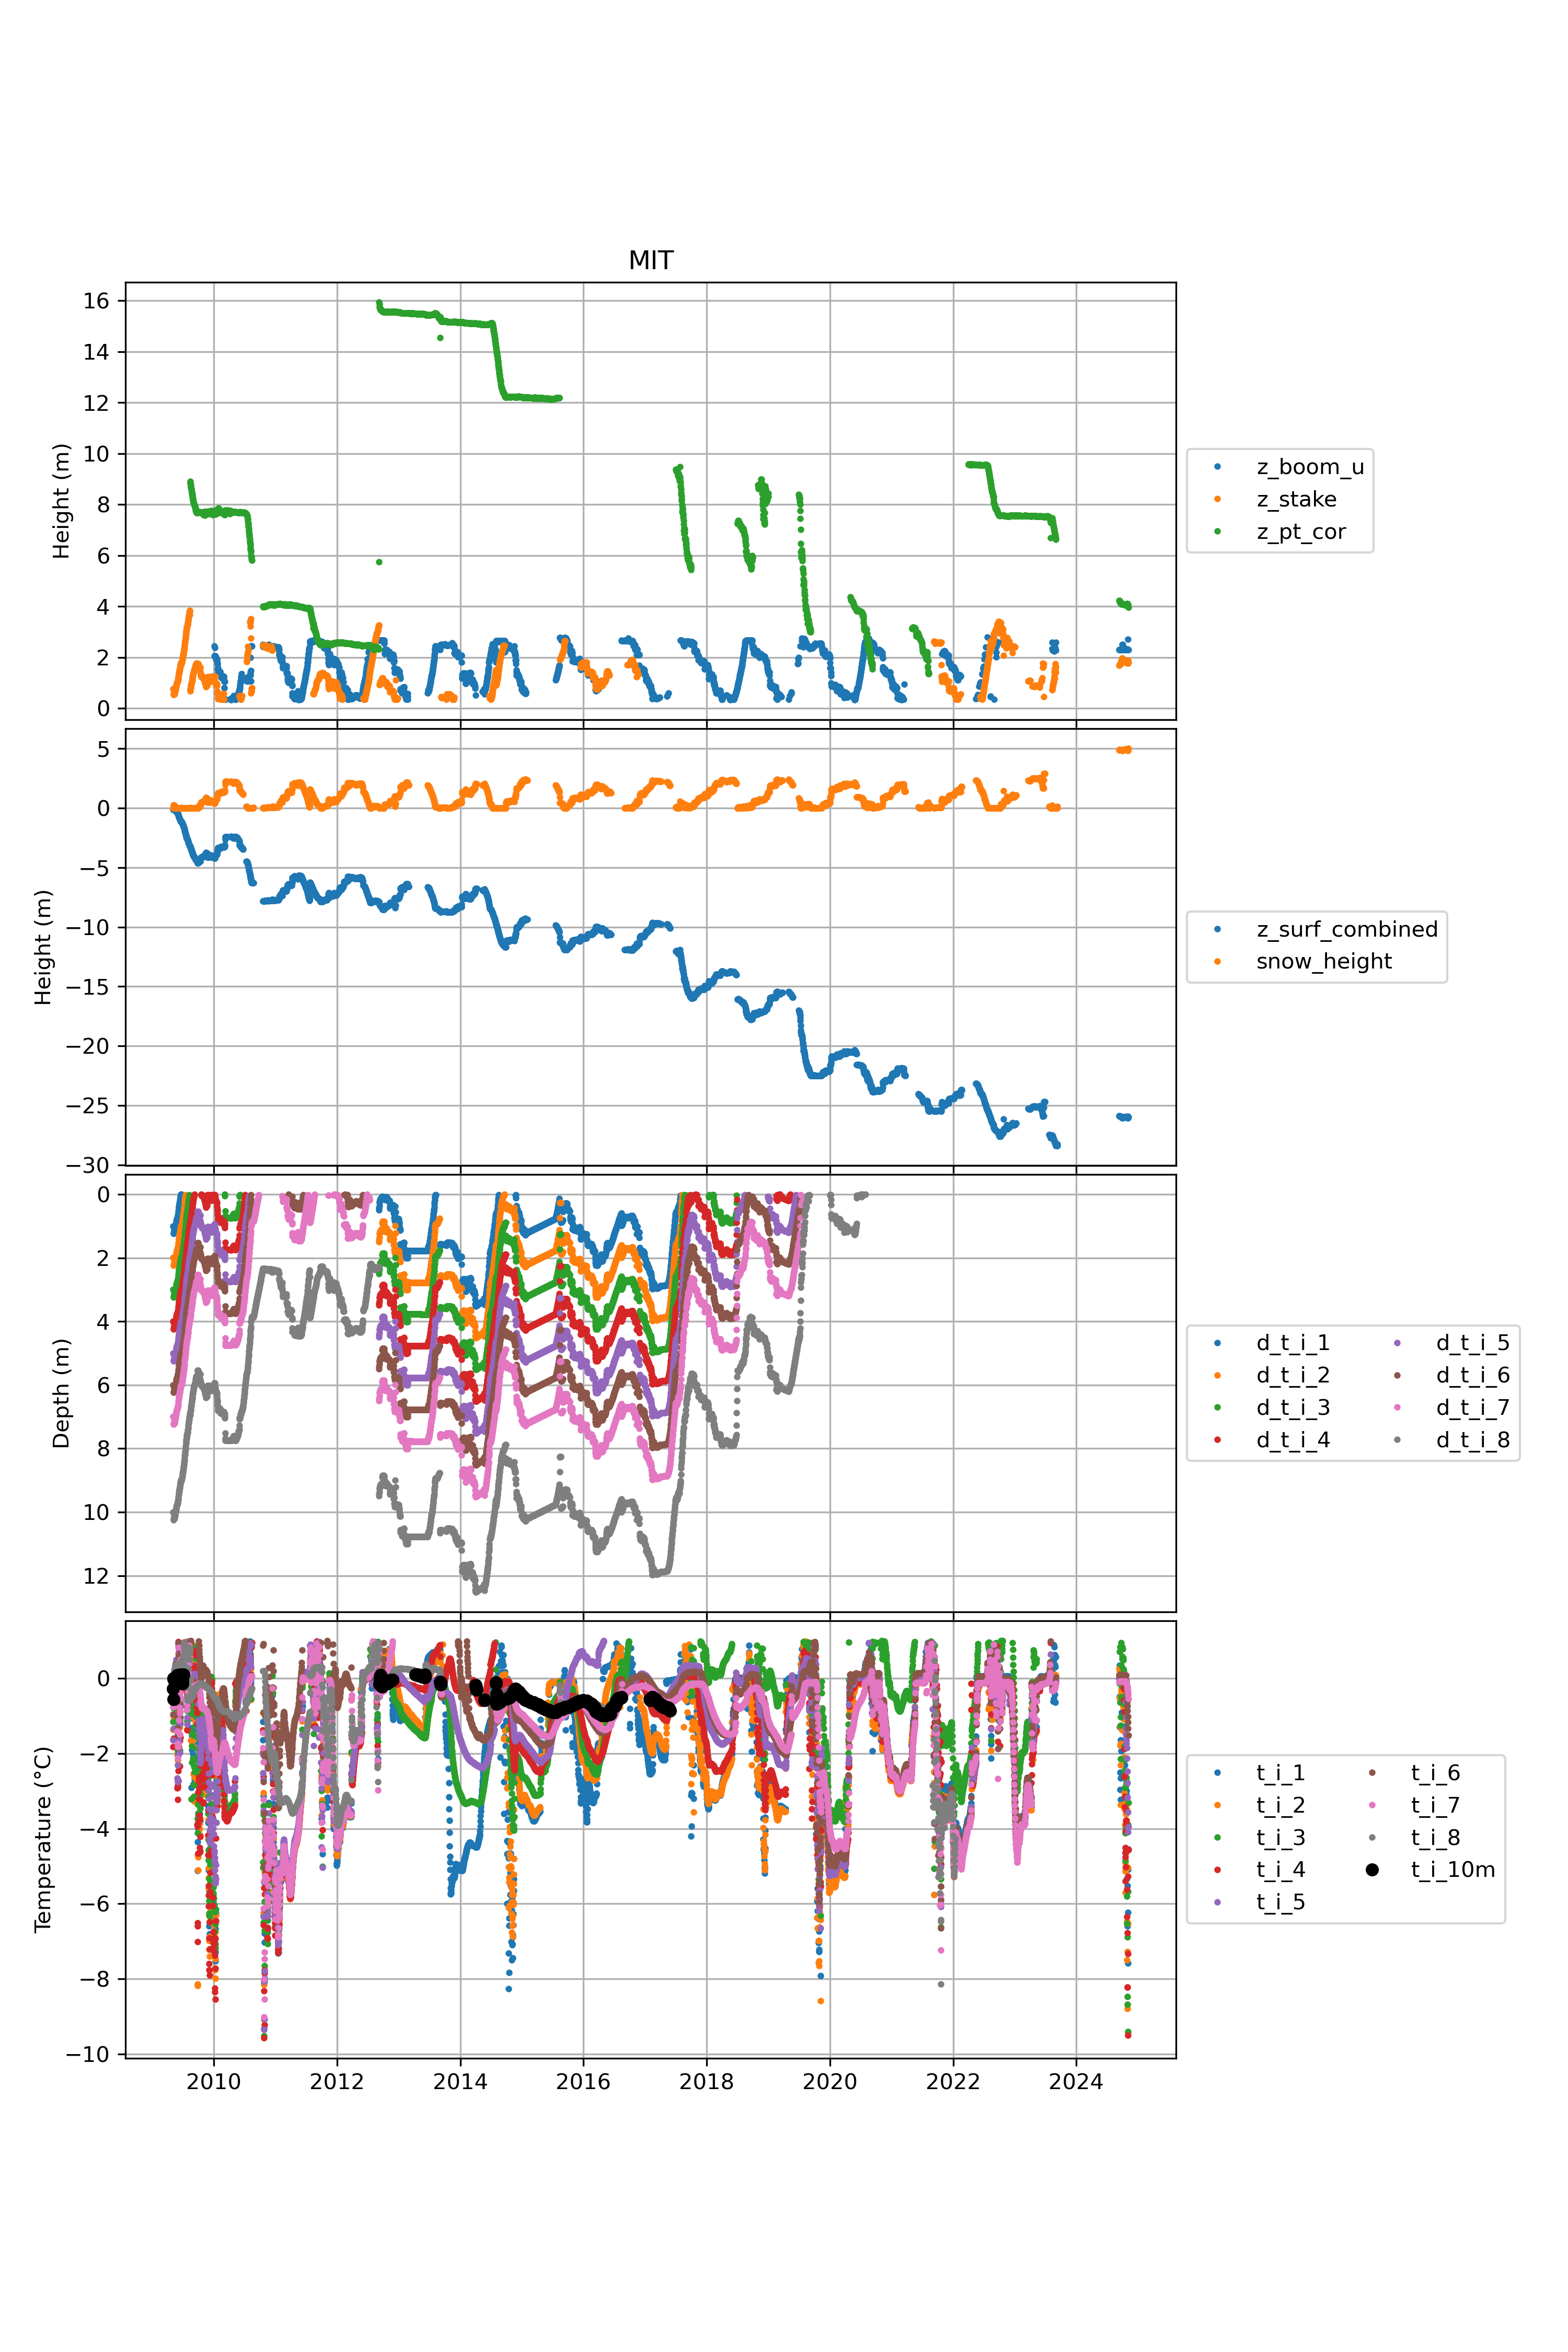 MIT
16
14
12
10
8
6
4
2
0
Height (m)
z_boom_u
z_stake
z_pt_cor
5
0
−5
−10
−15
−20
−25
−30
Height (m)
z_surf_combined
snow_height
0
2
4
6
8
10
12
Depth (m)
d_t_i_1 d_t_i_5
d_t_i_2 d_t_i_6
d_t_i_3 d_t_i_7
d_t_i_4 d_t_i_8
0
−2
−4
−6
−8
−10
Temperature (°C)
t_i_1 t_i_6
t_i_2 t_i_7
t_i_3 t_i_8
t_i_4 t_i_10m
t_i_5
2010 2012 2014 2016 2018 2020 2022 2024